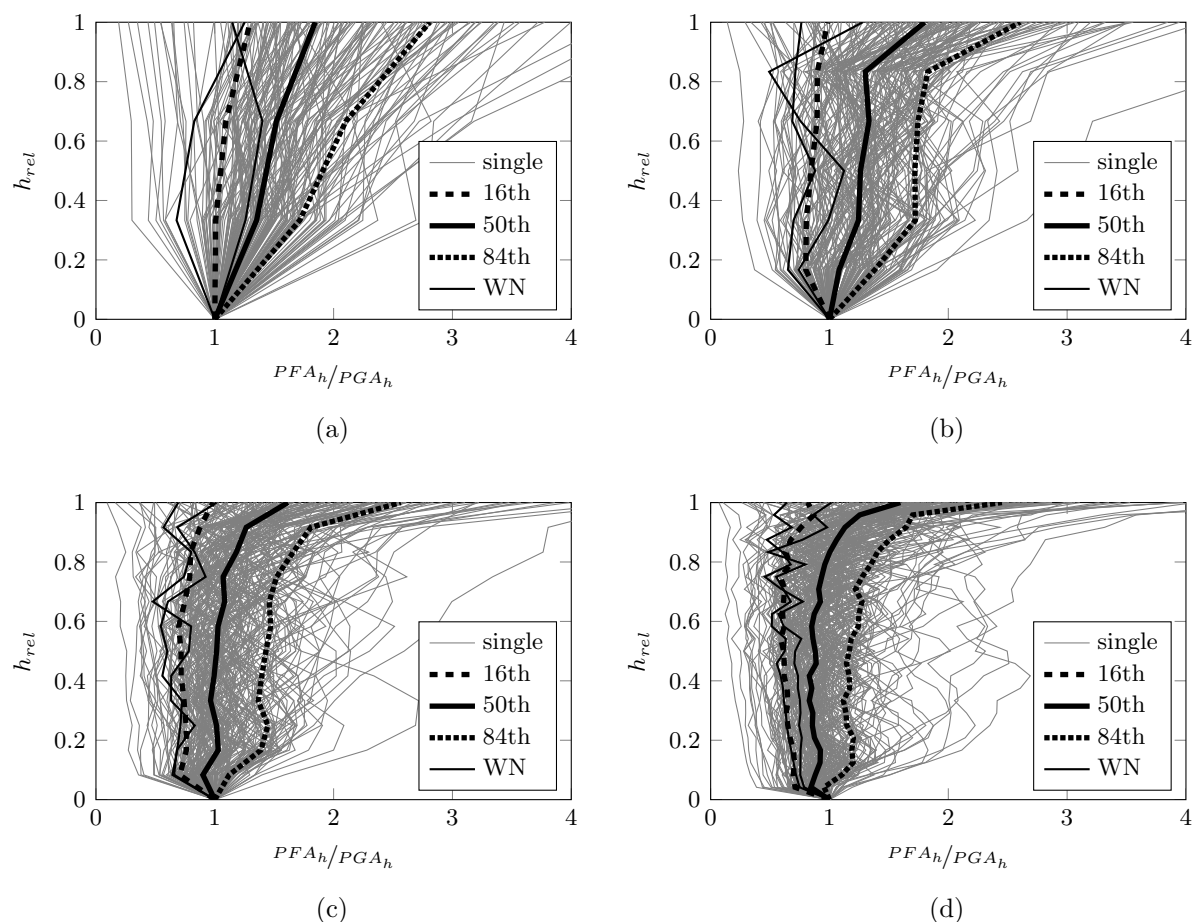 1
0.8
0.6
0.4
0.2
0
h_rel
single
16th
50th
84th
WN
0 1 2 3 4
PFA_h/PGA_h
(a)
1
0.8
0.6
0.4
0.2
0
h_rel
single
16th
50th
84th
WN
0 1 2 3 4
PFA_h/PGA_h
(b)
1
0.8
0.6
0.4
0.2
0
h_rel
single
16th
50th
84th
WN
0 1 2 3 4
PFA_h/PGA_h
(c)
1
0.8
0.6
0.4
0.2
0
h_rel
single
16th
50th
84th
WN
0 1 2 3 4
PFA_h/PGA_h
(d)